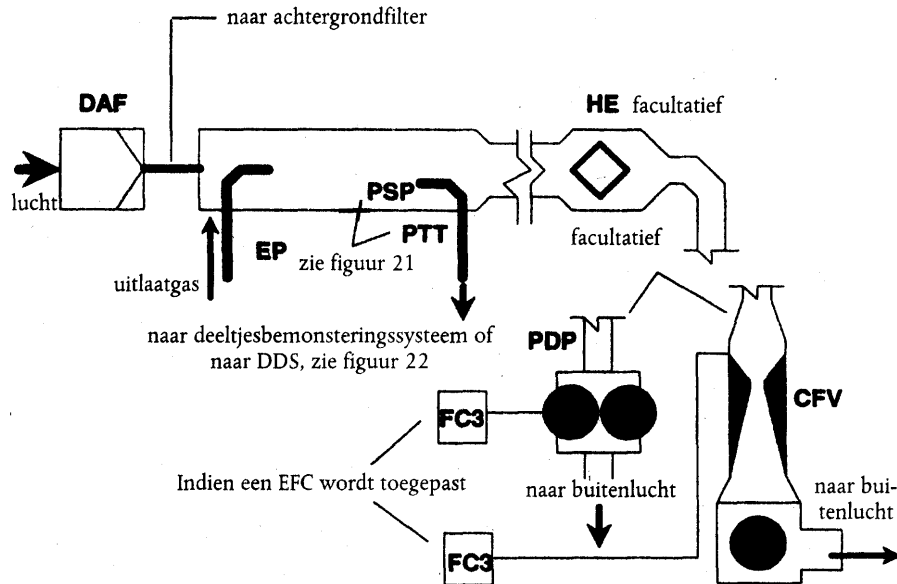 naar achtergrondfilter
DAF
HE facultatief
lucht
PSP
PTT
EP
zie figuur 21
facultatief
uitlaatgas
naar deeltjesbemonsteringssysteem of
naar DDS, zie figuur 22
PDP
CFV
FC3
Indien een EFC wordt toegepast
naar buitenlucht
naar bui-
tenlucht
FC3